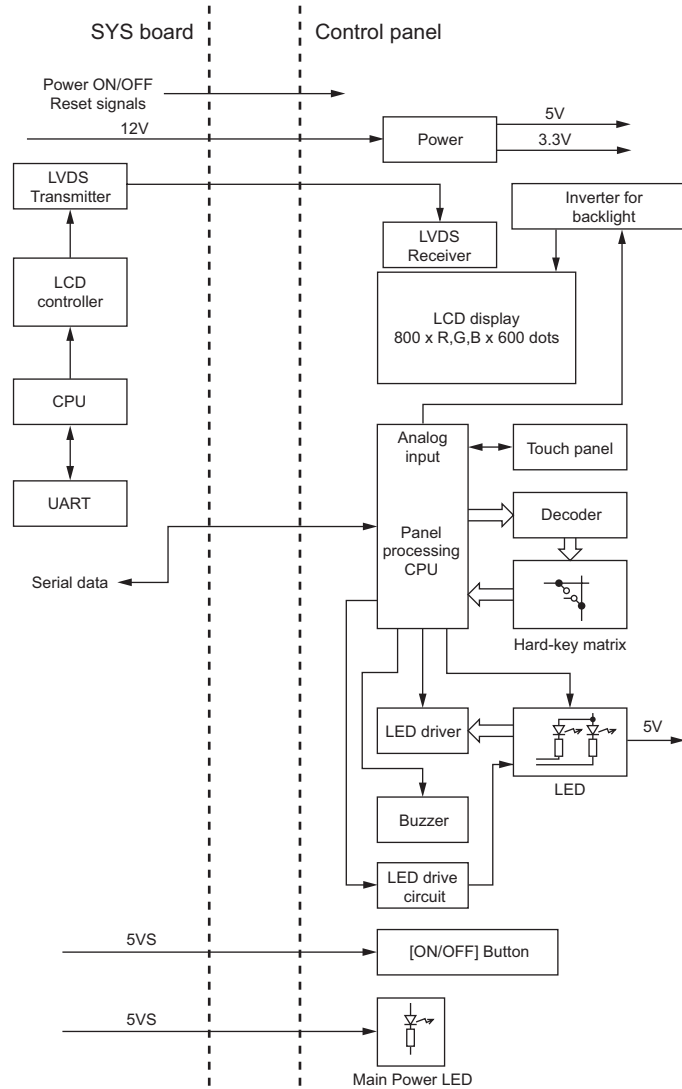 SYS board
Control panel
Power ON/OFF
Reset signals
12V
Power
5V
3.3V
LVDS
Transmitter
Inverter for
backlight
LVDS
Receiver
LCD
controller
LCD display
800 x R,G,B x 600 dots
CPU
Analog
input
Touch panel
UART
Panel
processing
CPU
Decoder
Serial data
Hard-key matrix
LED driver
5V
LED
Buzzer
LED drive
circuit
5VS
[ON/OFF] Button
5VS
Main Power LED